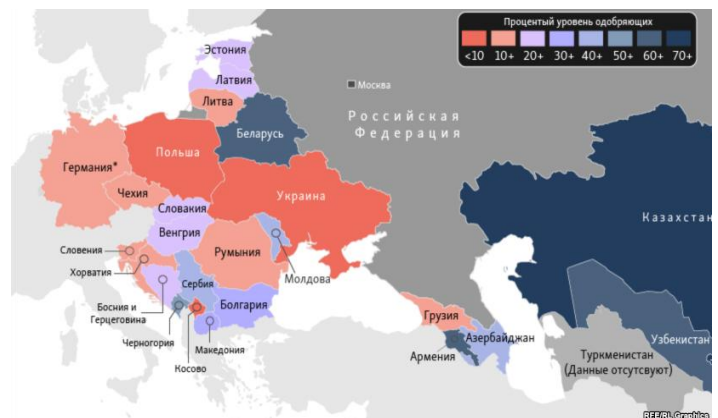 Процентый уровень одобряющих
<10 10+ 20+ 30+ 40+ 50+ 60+ 70+
Эстония
Латвия
Литва
Москва
Российская
Федерация
Беларусь
Польша
Германия*
Чехия
Украина
Словакия
Казахстан
Венгрия
Словения
Румыния
Хорватия
Молдова
Сербия
Босния и
Герцеговина
Болгария
Грузия
Черногория
Македония
Косово
Азербайджан
Армения
Узбекистан
Туркменистан
(Данные отсутсвуют)
RFE/RL Graphics